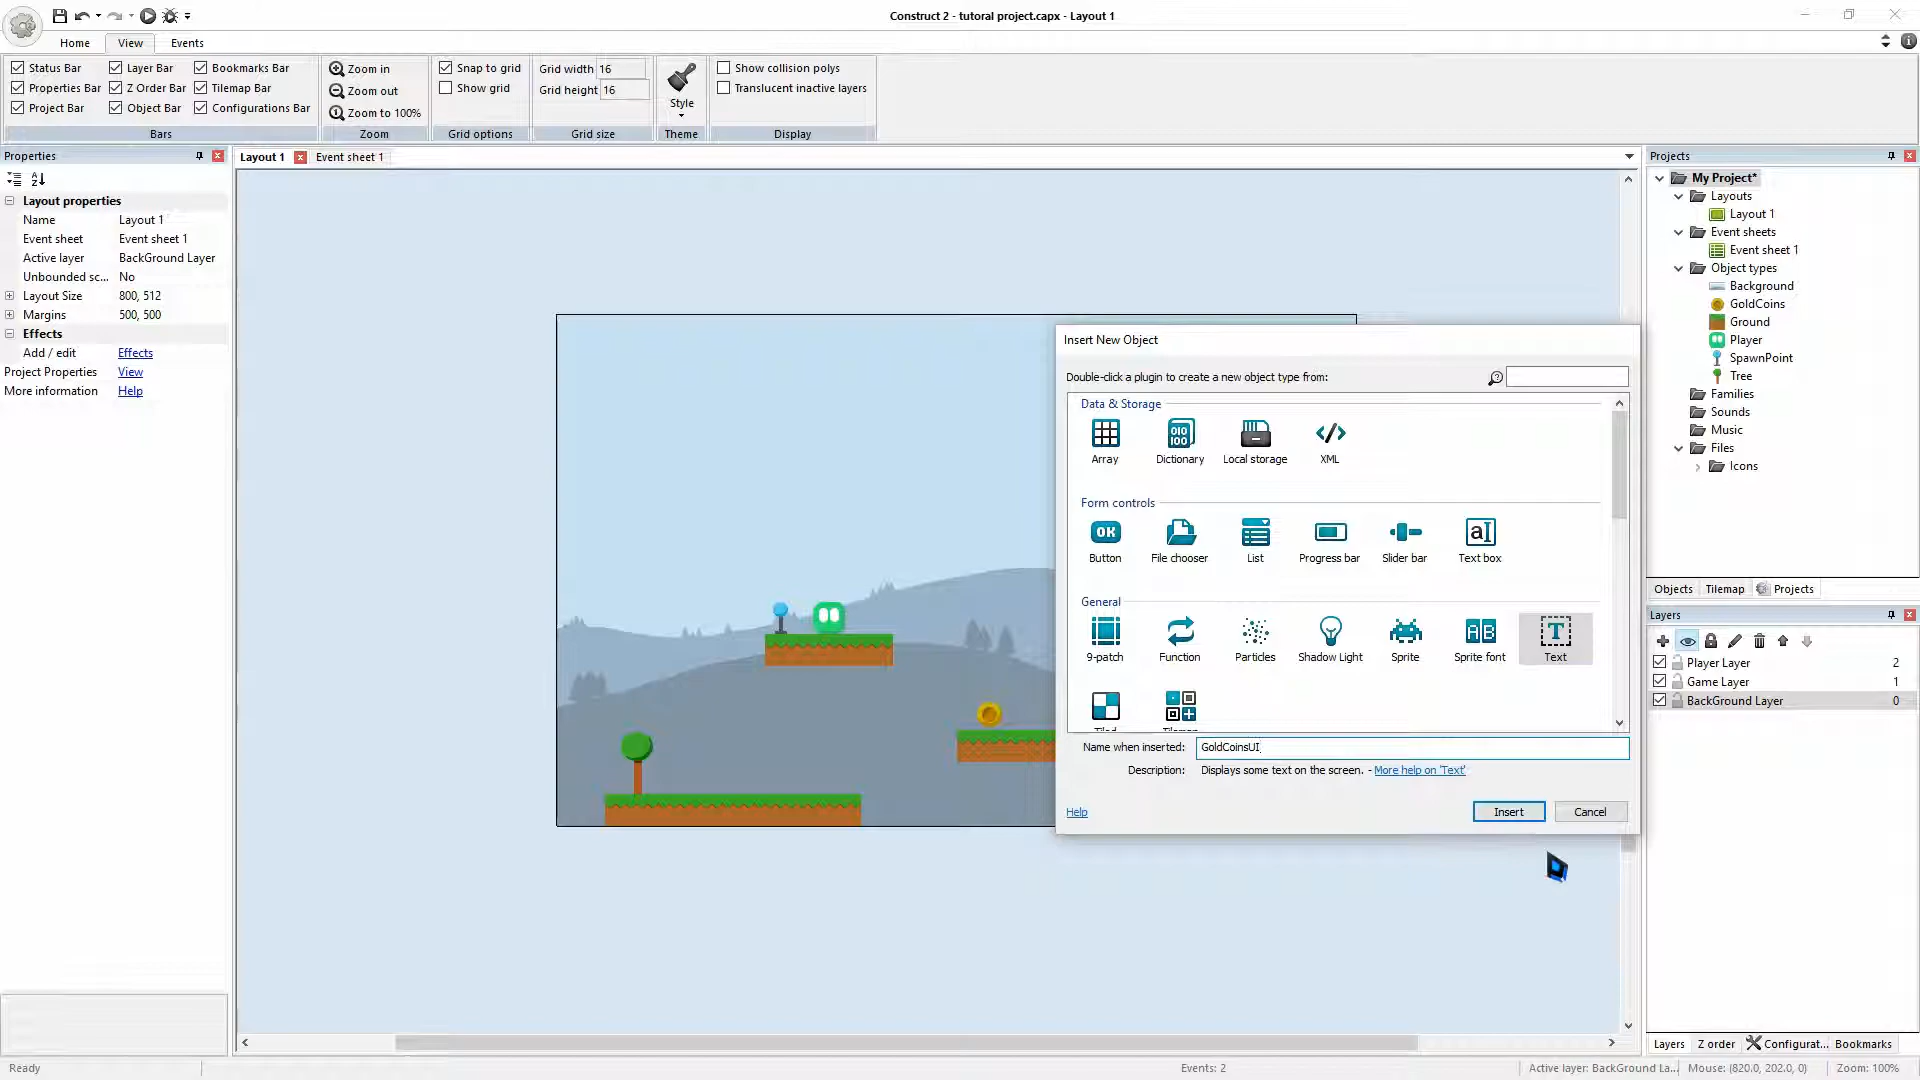 Construct 2 - tutoral project.capx - Layout 1
Home View Events
Status Bar Layer Bar Bookmarks Bar
Properties Bar Z Order Bar Tilemap Bar
Project Bar Object Bar Configurations Bar
Bars
Zoom in
Zoom out
Zoom to 100%
Zoom
Snap to grid
Show grid
Grid options
Grid width 16
Grid height 16
Grid size
Style
Theme
Show collision polys
Translucent inactive layers
Display
Properties
Layout properties
Name Layout 1
Event sheet Event sheet 1
Active layer BackGround Layer
Unbounded sc... No
Layout Size 800, 512
Margins 500, 500
Effects
Add / edit Effects
Project Properties View
More information Help
Layout 1 Event sheet 1
Insert New Object
Double-click a plugin to create a new object type from:
Data & Storage
Array Dictionary Local storage XML
Form controls
Button File chooser List Progress bar Slider bar Text box
General
9-patch Function Particles Shadow Light Sprite Sprite font Text
Name when inserted: GoldCoinsUI
Description: Displays some text on the screen. - More help on 'Text'
Help Insert Cancel
Projects
My Project*
Layouts
Layout 1
Event sheets
Event sheet 1
Object types
Background
GoldCoins
Ground
Player
SpawnPoint
Tree
Families
Sounds
Music
Files
Icons
Objects Tilemap Projects
Layers
Player Layer 2
Game Layer 1
BackGround Layer 0
Layers Z order Configurat... Bookmarks
Ready Events: 2 Active layer: BackGround La... Mouse: (820.0, 202.0, 0) Zoom: 100%